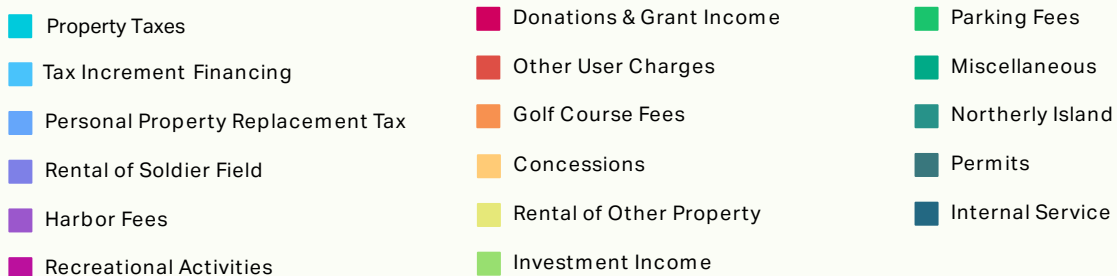 Property Taxes
Tax Increment Financing
Personal Property Replacement Tax
Rental of Soldier Field
Harbor Fees
Recreational Activities
Donations & Grant Income
Other User Charges
Golf Course Fees
Concessions
Rental of Other Property
Investment Income
Parking Fees
Miscellaneous
Northerly Island
Permits
Internal Service